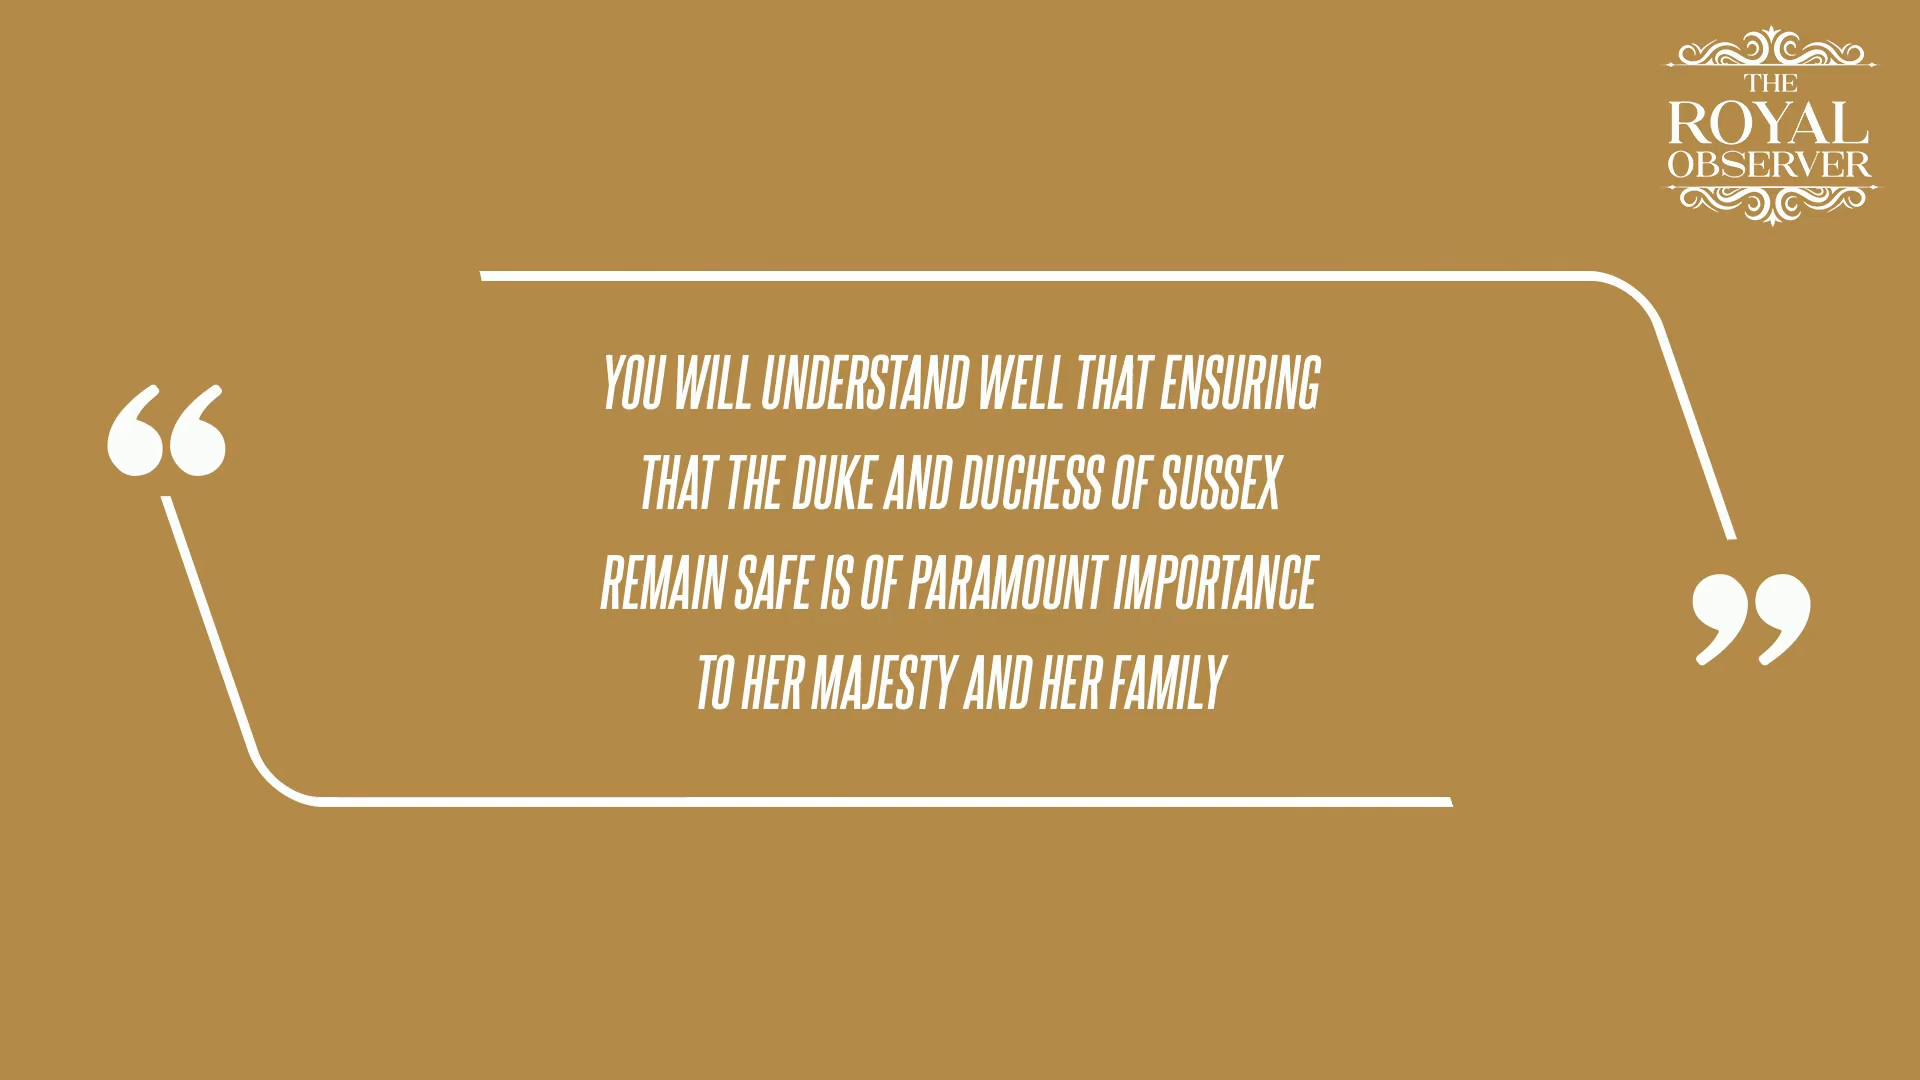 THE
ROYAL
OBSERVER
“
YOU WILL UNDERSTAND WELL THAT ENSURING
THAT THE DUKE AND DUCHESS OF SUSSEX
REMAIN SAFE IS OF PARAMOUNT IMPORTANCE
TO HER MAJESTY AND HER FAMILY
”